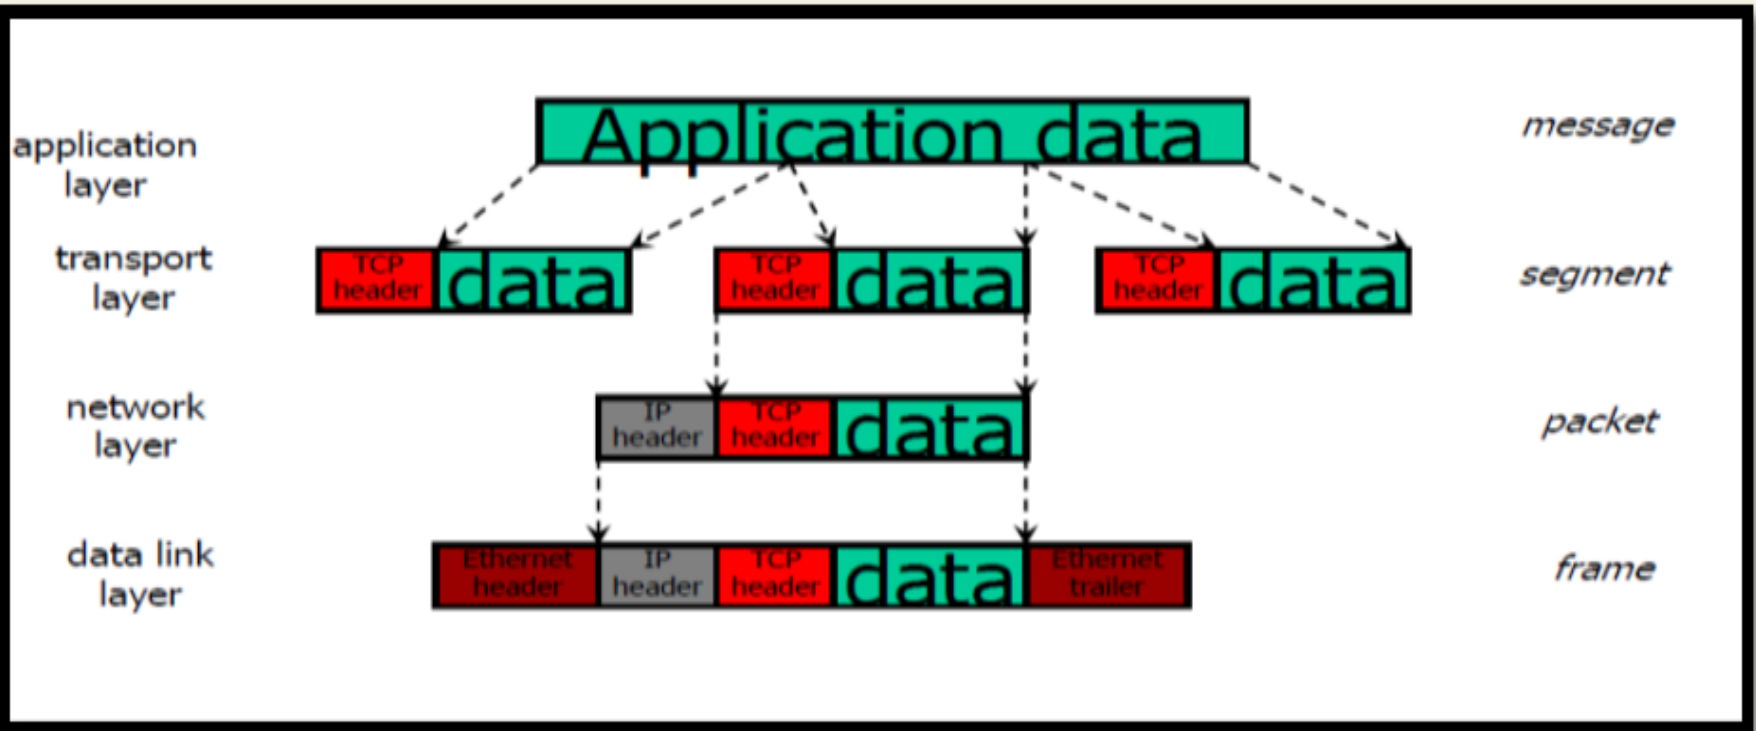 Application data
message
application
layer
transport
layer
TCP
header
data
TCP
header
data
TCP
header
data
segment
network
layer
IP
header
TCP
header
data
packet
data link
layer
Ethernet
header
IP
header
TCP
header
data
Ethernet
trailer
frame